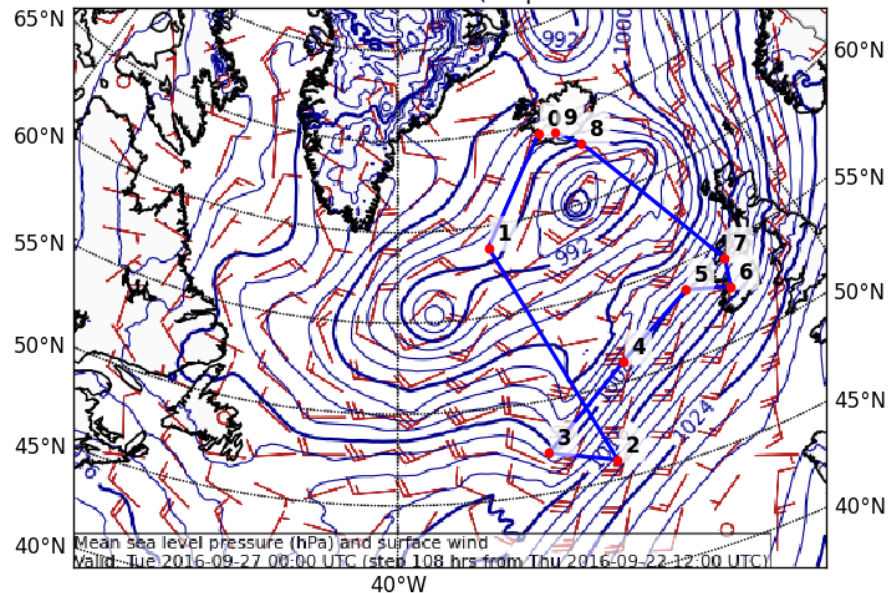 65°N
60°N
55°N
50°N
45°N
40°N
60°N
55°N
50°N
45°N
40°N
40°W
992
1000
992
1024
0
9
8
1
7
6
5
4
3
2
Mean sea level pressure (hPa) and surface wind
Valid: Tue 2016-09-27 00:00 UTC (step 108 hrs from Thu 2016-09-22 12:00 UTC)